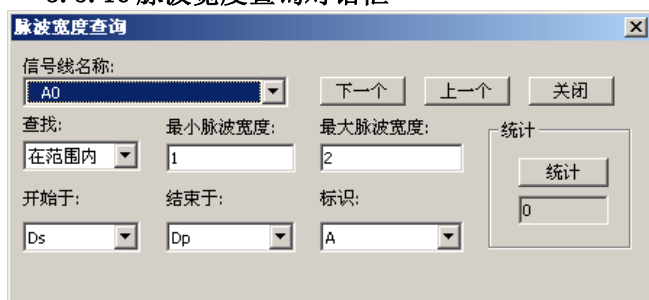 脉波宽度查询
信号线名称:
A0
下一个
上一个
关闭
查找:
最小脉波宽度:
最大脉波宽度:
统计
在范围内
1
2
统计
开始于:
结束于:
标识:
0
Ds
Dp
A